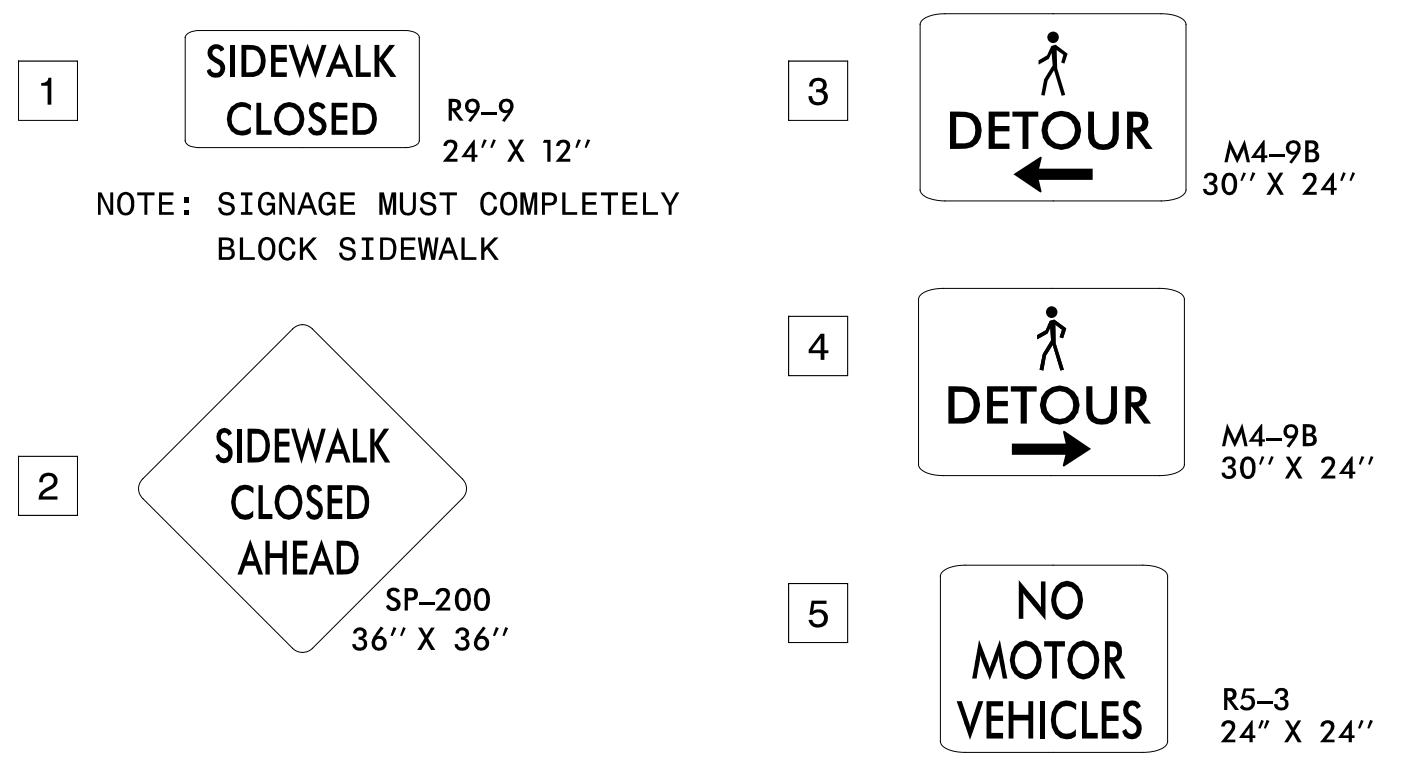 1
SIDEWALK
CLOSED
R9–9
24'' X 12''
NOTE: SIGNAGE MUST COMPLETELY
BLOCK SIDEWALK
2
SIDEWALK
CLOSED
AHEAD
SP–200
36'' X 36''
3
DETOUR
M4–9B
30'' X 24''
4
DETOUR
M4–9B
30'' X 24''
5
NO
MOTOR
VEHICLES
R5–3
24" X 24''